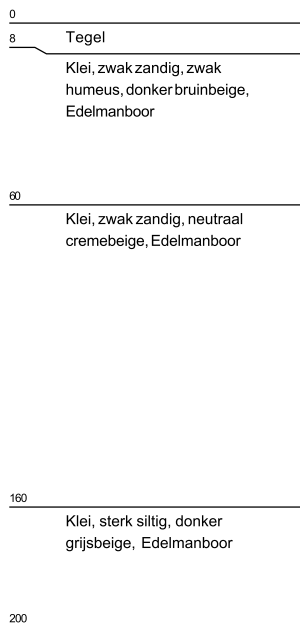 0
Tegel
8
Klei, zwak zandig, zwak
humeus, donker bruinbeige,
Edelmanboor
60
Klei, zwak zandig, neutraal
cremebeige, Edelmanboor
160
Klei, sterk siltig, donker
grijsbeige, Edelmanboor
200